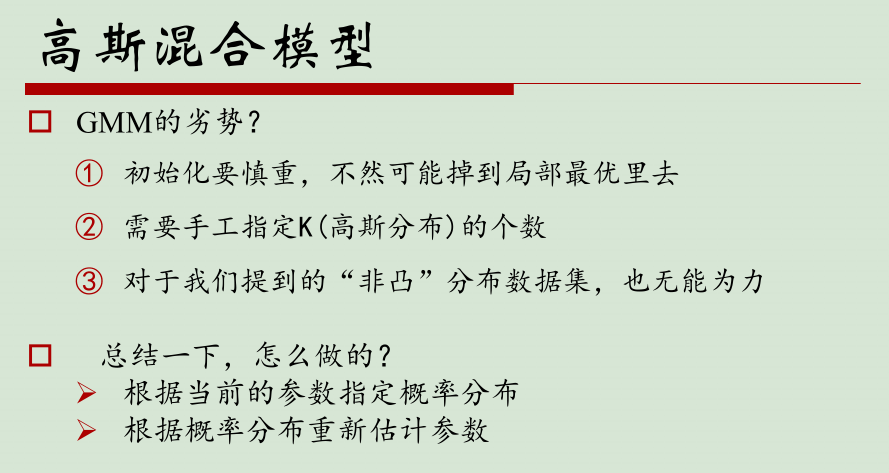 高斯混合模型
GMM的劣势？
① 初始化要慎重，不然可能掉到局部最优里去
② 需要手工指定K(高斯分布)的个数
③ 对于我们提到的“非凸”分布数据集，也无能为力
总结一下，怎么做的？
根据当前的参数指定概率分布
根据概率分布重新估计参数